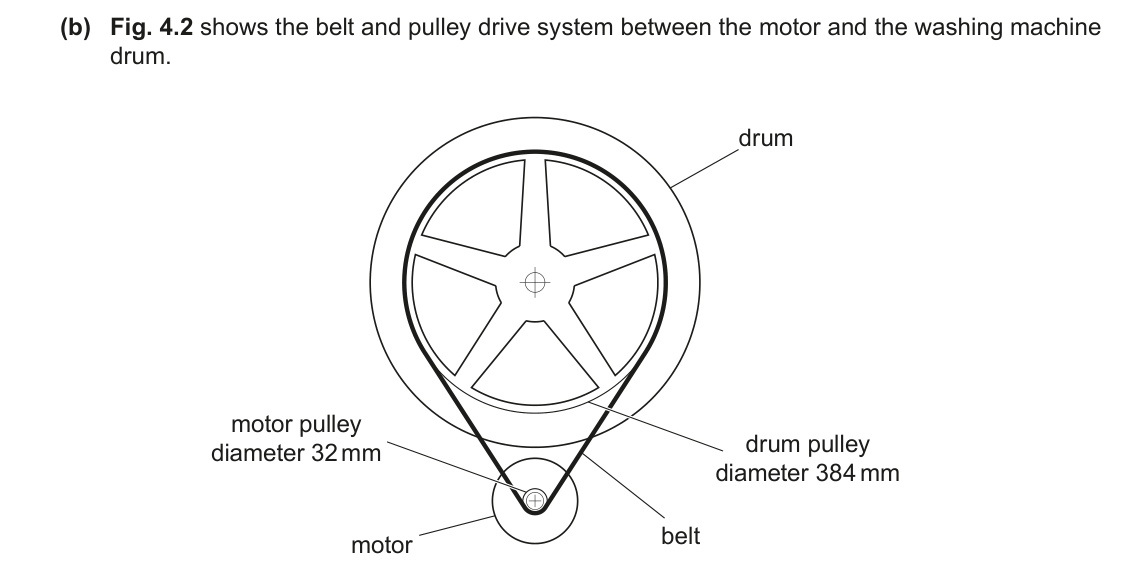 (b) Fig. 4.2 shows the belt and pulley drive system between the motor and the washing machine
drum.
drum
motor pulley
diameter 32 mm
drum pulley
diameter 384 mm
belt
motor